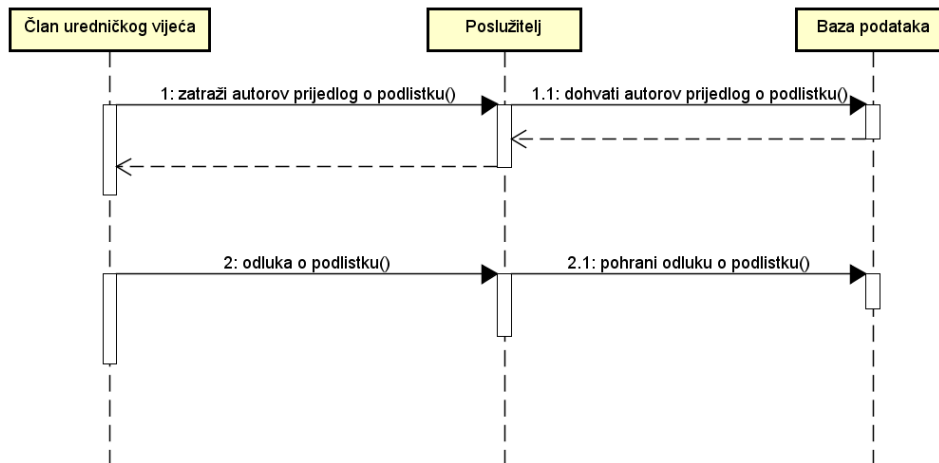 Član uredničkog vijeća
Poslužitelj
Baza podataka
1: zatraži autorov prijedlog o podlistku()
1.1: dohvati autorov prijedlog o podlistku()
2: odluka o podlistku()
2.1: pohrani odluku o podlistku()